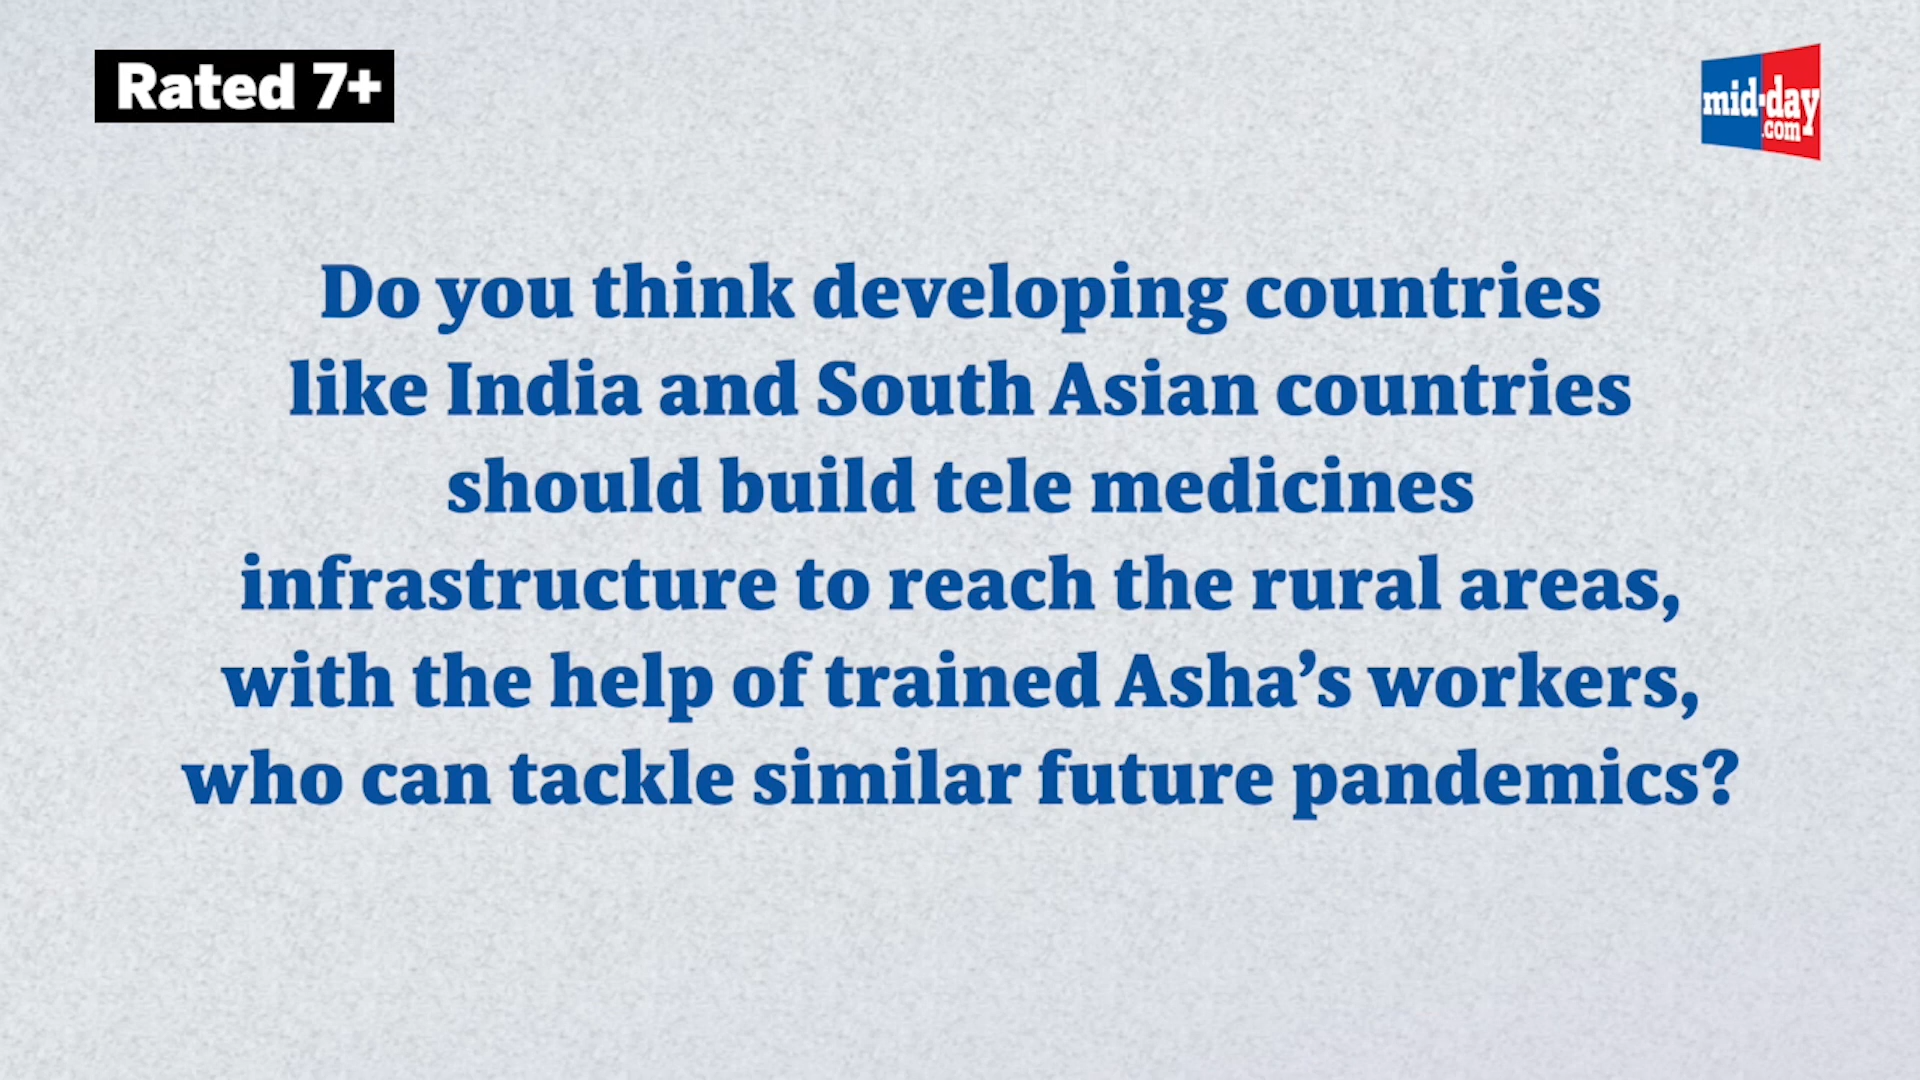 Rated 7+
mid-day
.com
Do you think developing countries
like India and South Asian countries
should build tele medicines
infrastructure to reach the rural areas,
with the help of trained Asha’s workers,
who can tackle similar future pandemics?